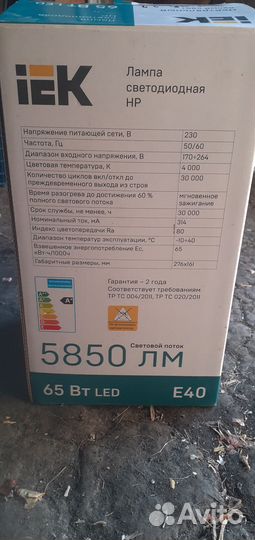 65 Вт LED
IEK
Лампа
светодиодная
HP
Напряжение питающей сети, В 230
Частота, Гц 50/60
Диапазон входного напряжения, В 170÷264
Цветовая температура, К 4 000
Количество циклов вкл/откл до
преждевременного выхода из строя 30 000
Время разогрева до достижения 60 %
полного светового потока мгновенное
зажигание
Срок службы, не менее, ч 30 000
Номинальный ток, мА 314
Индекс цветопередачи Ra 80
Диапазон температур эксплуатации, °C -10÷40
Взвешенное энергопотребление Ec,
кВт·ч/1000ч 65
Габаритные размеры, мм 276x161
Гарантия – 2 года
Соответствует требованиям
ТР ТС 004/2011, ТР ТС 020/2011
A+
Световой поток
5850 лм
65 Вт LED E40
Avito